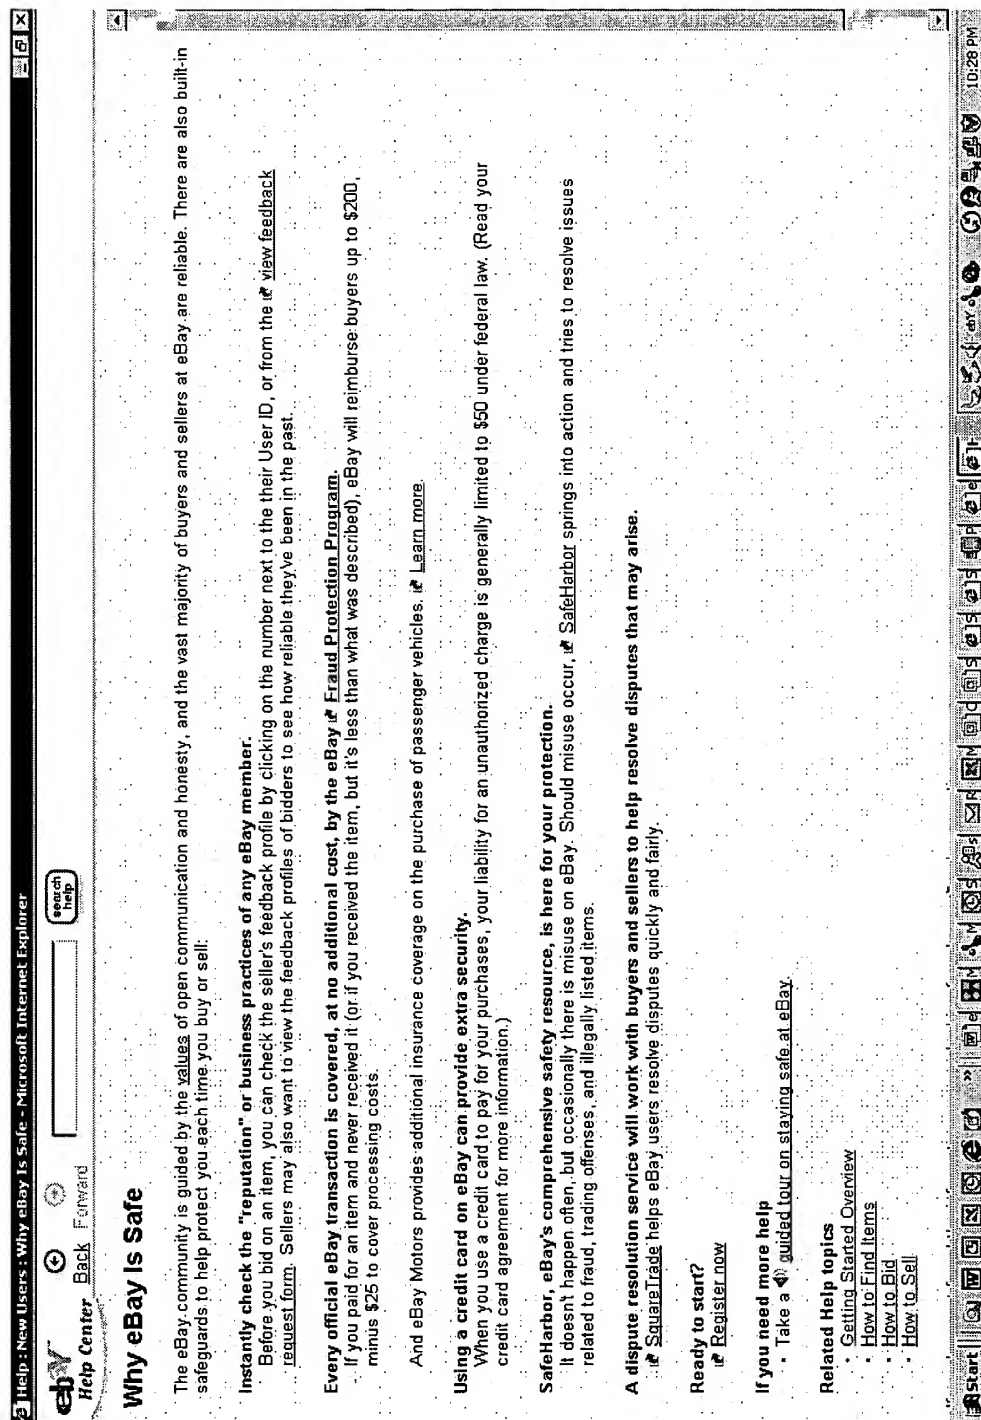 Help : New Users : Why eBay Is Safe - Microsoft Internet Explorer
ebY
Help Center
Back Forward
search help
Why eBay Is Safe
The eBay community is guided by the values of open communication and honesty, and the vast majority of buyers and sellers at eBay are reliable. There are also built-in
safeguards to help protect you each time you buy or sell:
Instantly check the "reputation" or business practices of any eBay member.
Before you bid on an item, you can check the seller's feedback profile by clicking on the number next to the their User ID, or from the view feedback
request form. Sellers may also want to view the feedback profiles of bidders to see how reliable they've been in the past.
Every official eBay transaction is covered, at no additional cost, by the eBay Fraud Protection Program.
If you paid for an item and never received it (or if you received the item, but it's less than what was described), eBay will reimburse buyers up to $200,
minus $25 to cover processing costs.
And eBay Motors provides additional insurance coverage on the purchase of passenger vehicles. Learn more.
Using a credit card on eBay can provide extra security.
When you use a credit card to pay for your purchases, your liability for an unauthorized charge is generally limited to $50 under federal law. (Read your
credit card agreement for more information.)
SafeHarbor, eBay's comprehensive safety resource, is here for your protection.
It doesn't happen often, but occasionally there is misuse on eBay. Should misuse occur, SafeHarbor springs into action and tries to resolve issues
related to fraud, trading offenses, and illegally listed items.
A dispute resolution service will work with buyers and sellers to help resolve disputes that may arise.
SquareTrade helps eBay users resolve disputes quickly and fairly.
Ready to start?
Register now
If you need more help
• Take a guided tour on staying safe at eBay.
Related Help topics
• Getting Started Overview
• How to Find Items
• How to Bid
• How to Sell
Start
10:28 PM